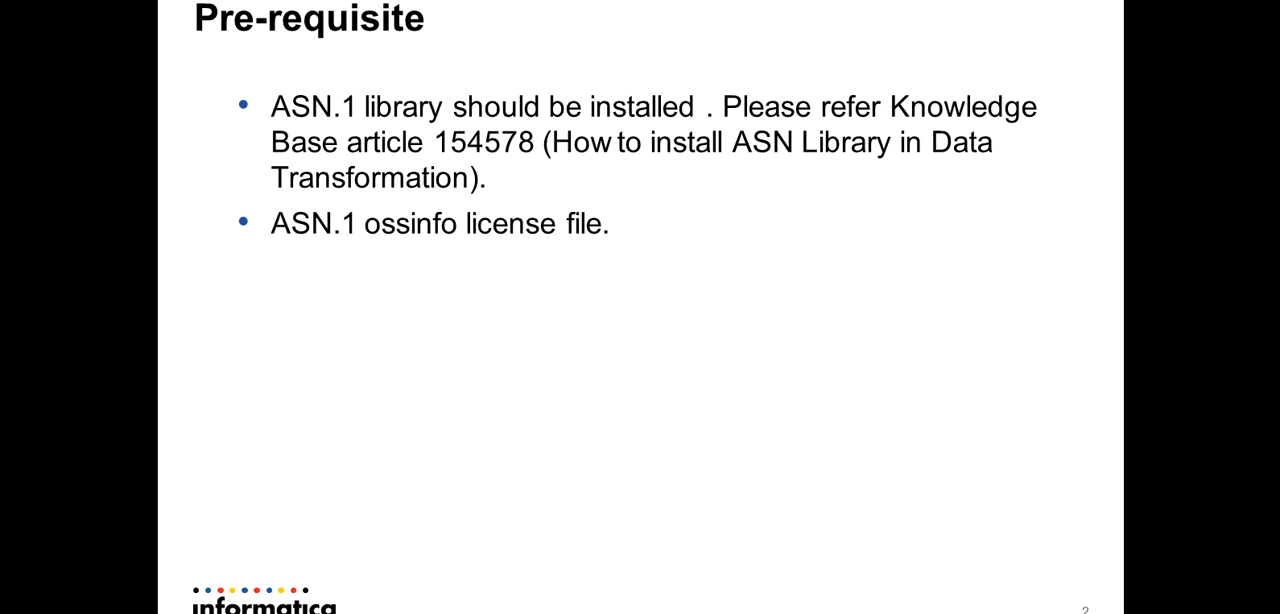 Pre-requisite
• ASN.1 library should be installed . Please refer Knowledge
Base article 154578 (How to install ASN Library in Data
Transformation).
• ASN.1 ossinfo license file.
informatica
2